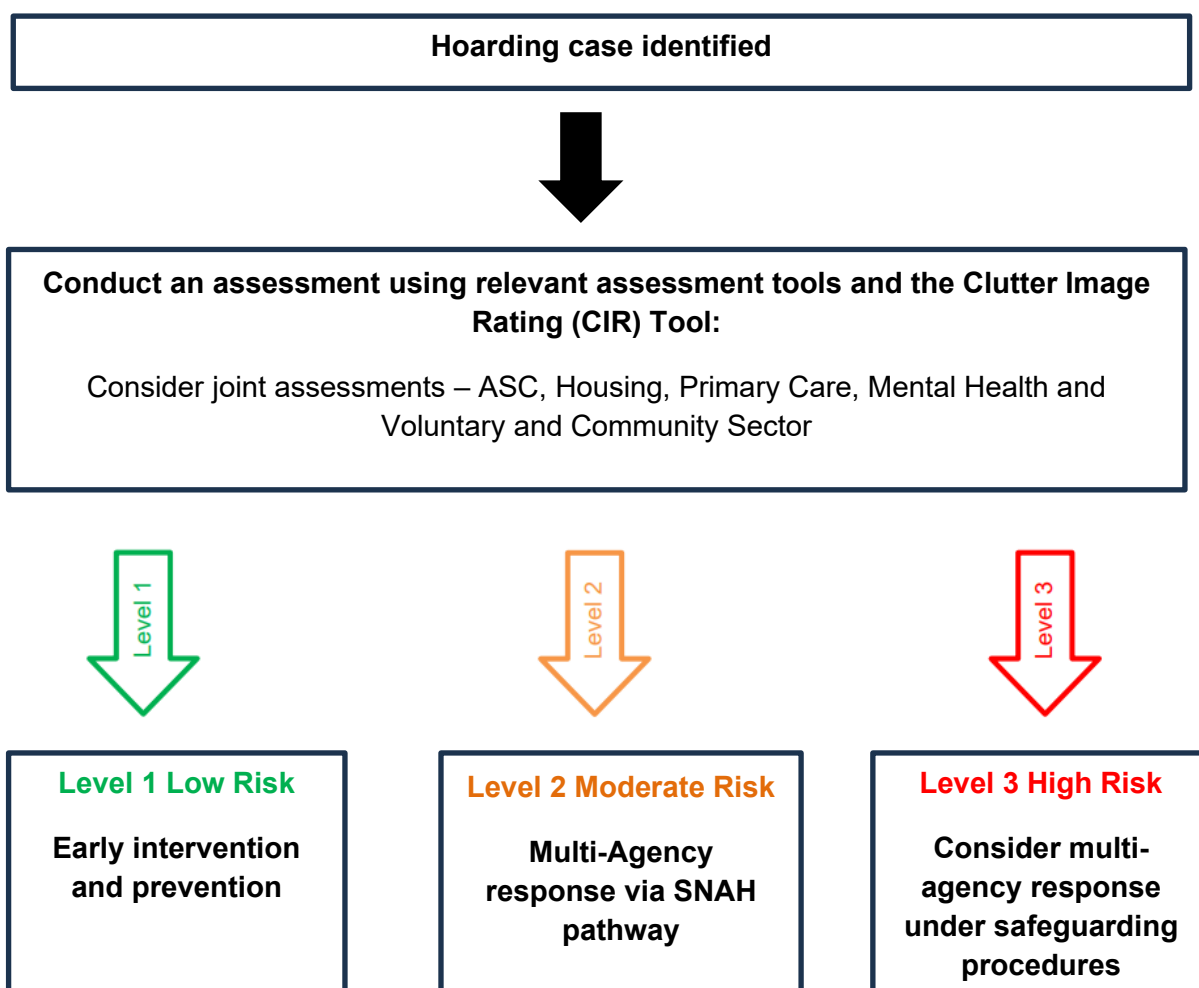 Hoarding case identified
Conduct an assessment using relevant assessment tools and the Clutter Image
Rating (CIR) Tool:
Consider joint assessments – ASC, Housing, Primary Care, Mental Health and
Voluntary and Community Sector
Level 1
Level 2
Level 3
Level 1 Low Risk
Early intervention
and prevention
Level 2 Moderate Risk
Multi-Agency
response via SNAH
pathway
Level 3 High Risk
Consider multi-
agency response
under safeguarding
procedures